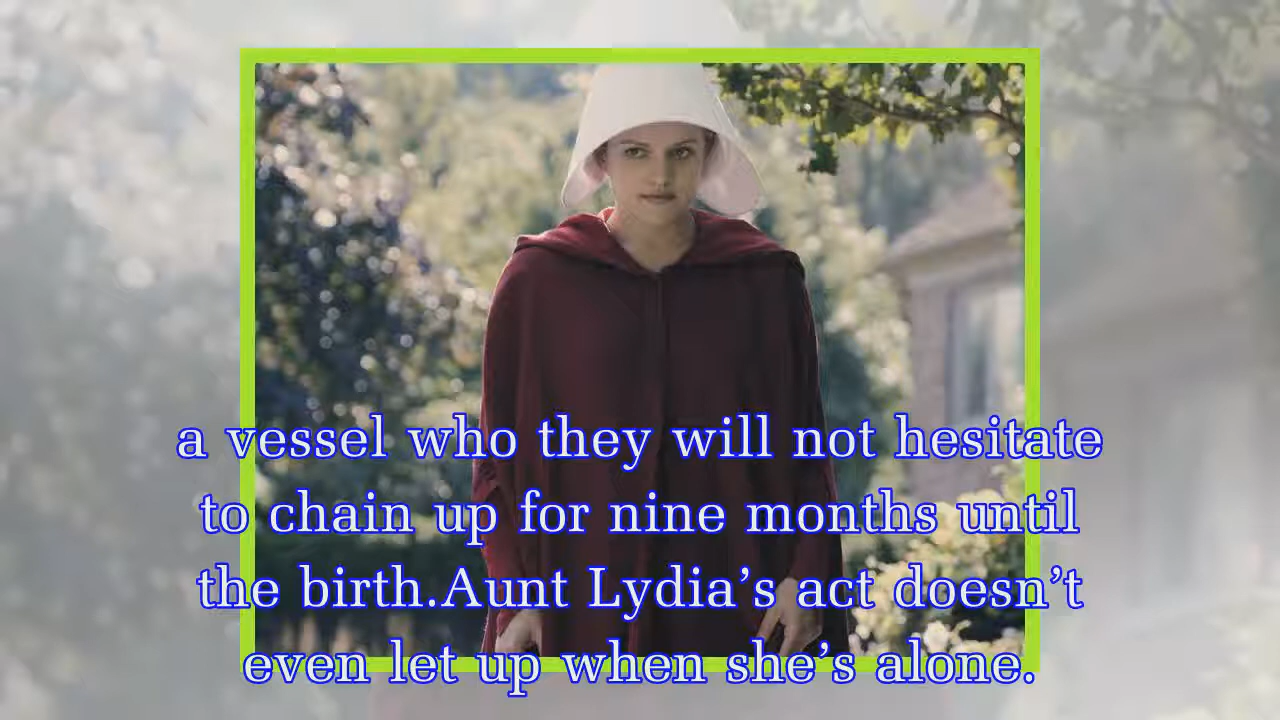 a vessel who they will not hesitate
to chain up for nine months until
the birth.Aunt Lydia’s act doesn’t
even let up when she’s alone.